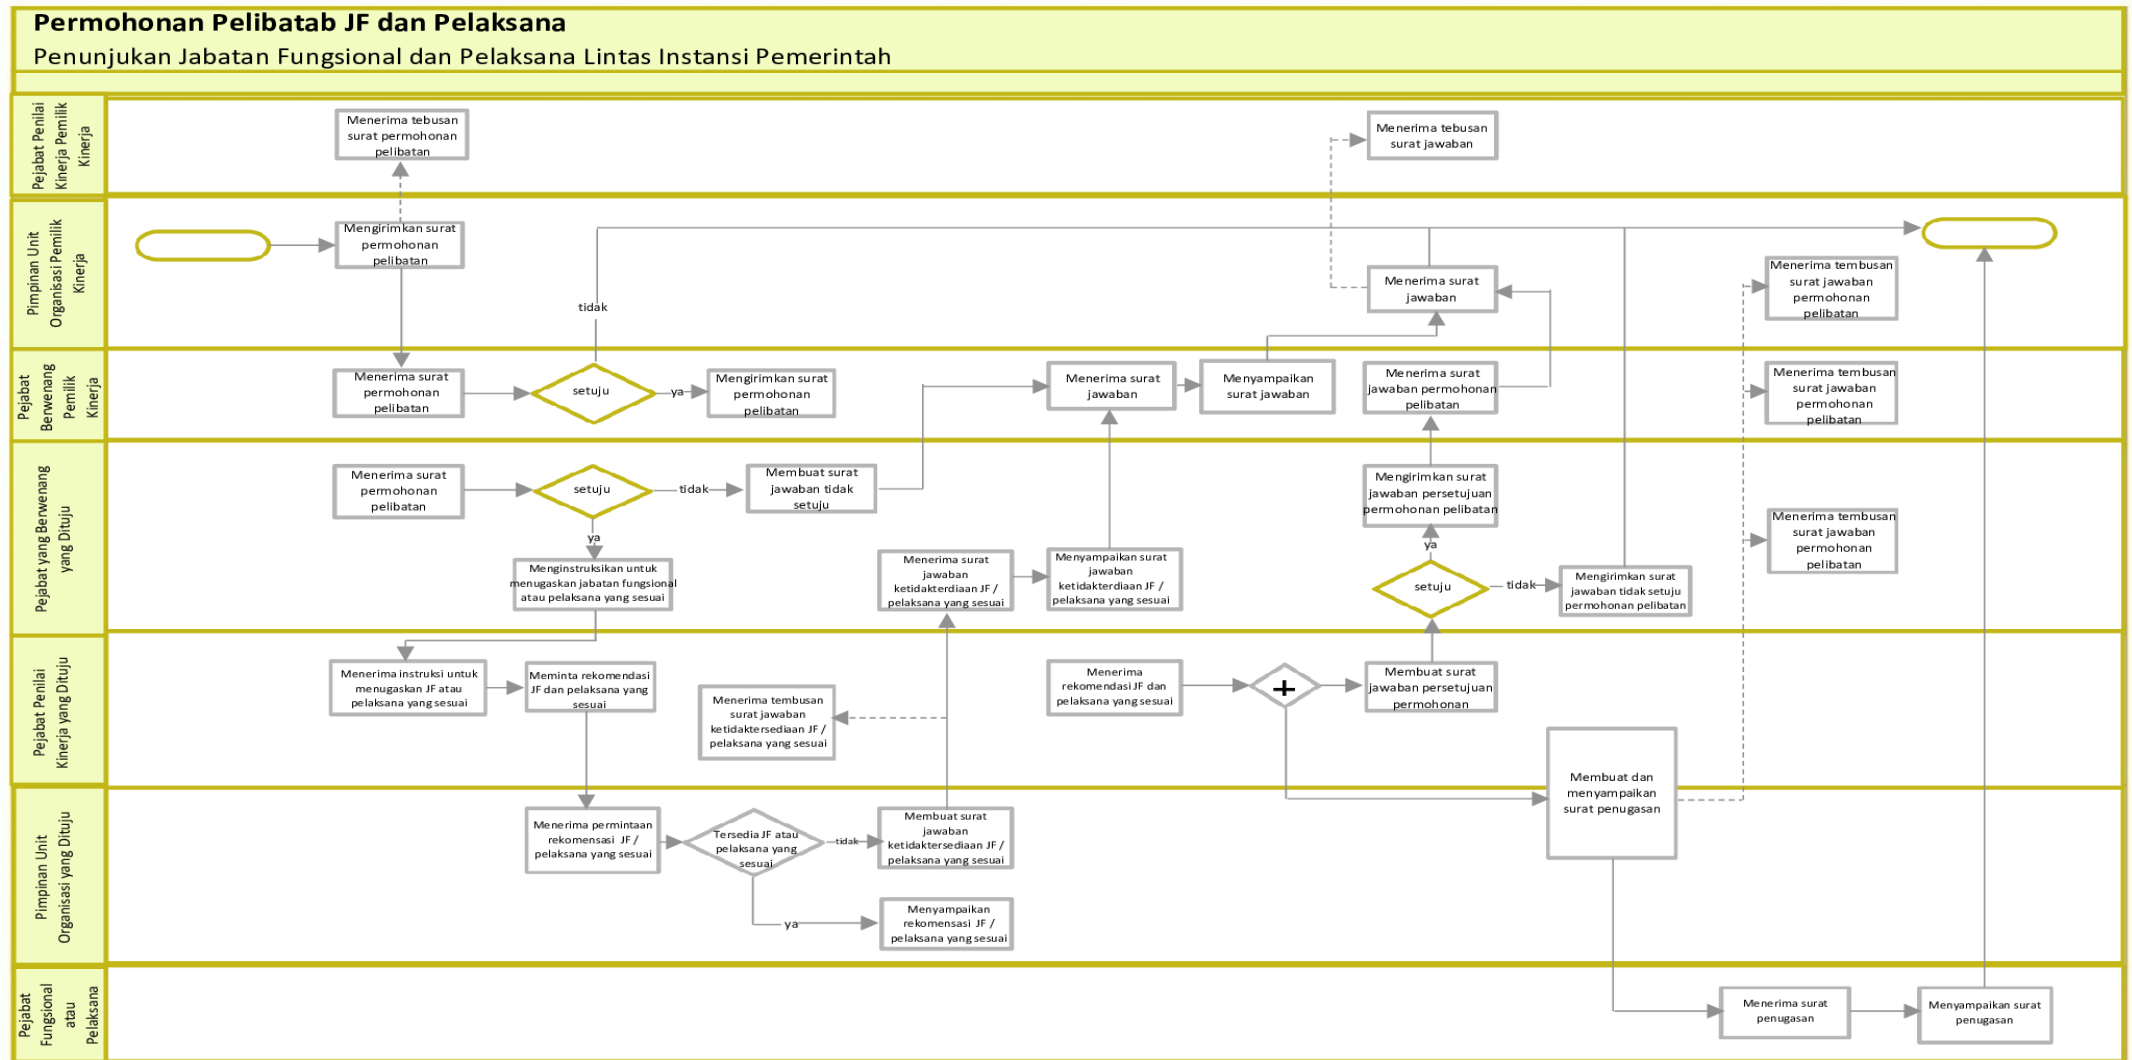 Permohonan Pelibatab JF dan Pelaksana
Penunjukan Jabatan Fungsional dan Pelaksana Lintas Instansi Pemerintah
Pejabat Penilai
Kinerja Pemilik
Kinerja
Menerima tebusan
surat permohonan
pelibatan
Menerima tebusan
surat jawaban
Pimpinan Unit
Organisasi Pemilik
Kinerja
Mengirimkan surat
permohonan
pelibatan
tidak
Menerima surat
jawaban
Menerima tembusan
surat jawaban
permohonan
pelibatan
Pejabat
Berwenang
Pemilik
Kinerja
Menerima surat
permohonan
pelibatan
setuju
ya
Mengirimkan surat
permohonan
pelibatan
Menerima surat
jawaban
Menyampaikan
surat jawaban
Menerima surat
jawaban permohonan
pelibatan
Menerima tembusan
surat jawaban
permohonan
pelibatan
Pejabat yang Berwenang
yang Dituju
Menerima surat
permohonan
pelibatan
setuju
tidak
Membuat surat
jawaban tidak
setuju
ya
Menginstruksikan untuk
menugaskan jabatan fungsional
atau pelaksana yang sesuai
Menerima surat
jawaban
ketidakterdiaan JF /
pelaksana yang sesuai
Menyampaikan surat
jawaban
ketidakterdiaan JF /
pelaksana yang sesuai
Mengirimkan surat
jawaban persetujuan
permohonan pelibatan
ya
setuju
tidak
Mengirimkan surat
jawaban tidak setuju
permohonan pelibatan
Menerima tembusan
surat jawaban
permohonan
pelibatan
Pejabat Penilai
Kinerja yang Dituju
Menerima instruksi untuk
menugaskan JF atau
pelaksana yang sesuai
Meminta rekomendasi
JF dan pelaksana yang
sesuai
Menerima tembusan
surat jawaban
ketidaktersediaan JF /
pelaksana yang sesuai
Menerima
rekomendasi JF dan
pelaksana yang sesuai
+
Membuat surat
jawaban persetujuan
permohonan
Membuat dan
menyampaikan
surat penugasan
Pimpinan Unit
Organisasi yang Dituju
Menerima permintaan
rekomensasi JF /
pelaksana yang sesuai
Tersedia JF atau
pelaksana yang
sesuai
tidak
Membuat surat
jawaban
ketidaktersediaan JF /
pelaksana yang sesuai
ya
Menyampaikan
rekomensasi JF /
pelaksana yang sesuai
Pejabat
Fungsional
atau
Pelaksana
Menerima surat
penugasan
Menyampaikan surat
penugasan